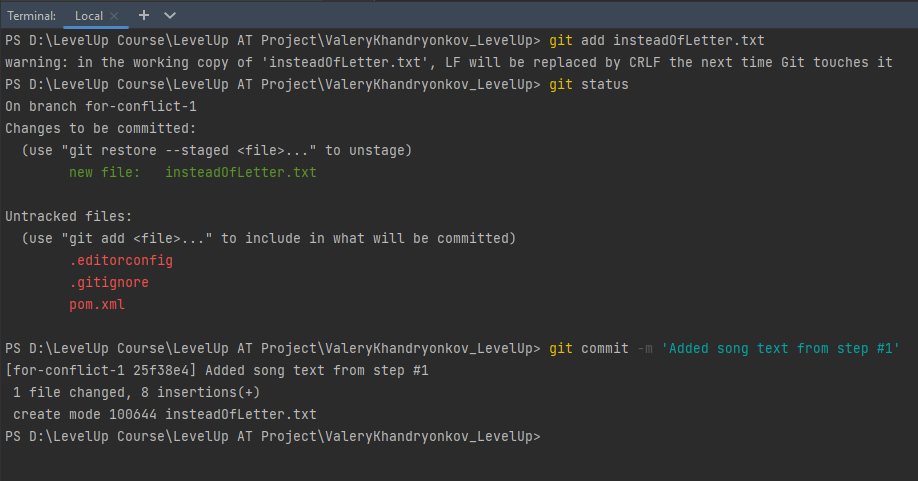 Terminal: Local × + ∨
PS D:\LevelUp Course\LevelUp AT Project\ValeryKhandryonkov_LevelUp> git add insteadOfLetter.txt
warning: in the working copy of 'insteadOfLetter.txt', LF will be replaced by CRLF the next time Git touches it
PS D:\LevelUp Course\LevelUp AT Project\ValeryKhandryonkov_LevelUp> git status
On branch for-conflict-1
Changes to be committed:
  (use "git restore --staged <file>..." to unstage)
        new file:   insteadOfLetter.txt

Untracked files:
  (use "git add <file>..." to include in what will be committed)
        .editorconfig
        .gitignore
        pom.xml

PS D:\LevelUp Course\LevelUp AT Project\ValeryKhandryonkov_LevelUp> git commit -m 'Added song text from step #1'
[for-conflict-1 25f38e4] Added song text from step #1
 1 file changed, 8 insertions(+)
 create mode 100644 insteadOfLetter.txt
PS D:\LevelUp Course\LevelUp AT Project\ValeryKhandryonkov_LevelUp>